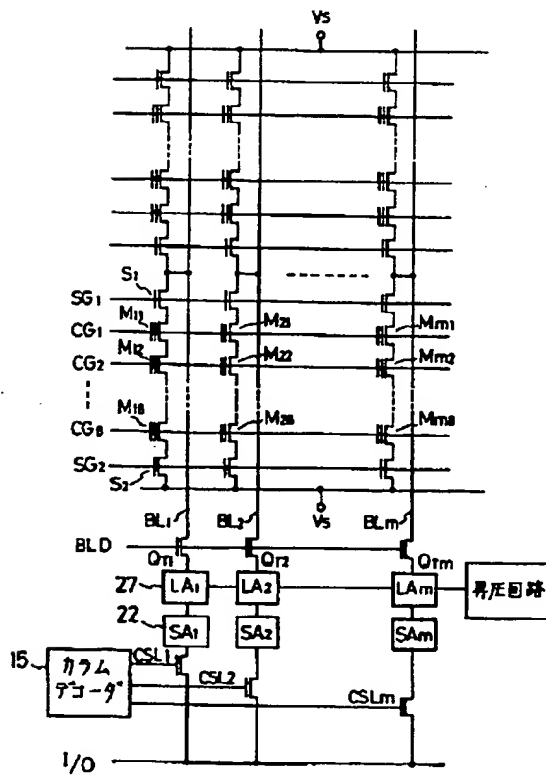 Vs
S1
SG1
M11 M21 Mm1
CG1
M12 M22 Mm2
CG2
M18 M28 Mm8
CG8
SG2
S2
Vs
BL1 BL2 BLm
BLD
QT1 QT2 QTm
27 LA1 LA2 LAm 昇圧回路
22 SA1 SA2 SAm
15 カラムデコーダ CSL1
CSL2
CSLm
I/O